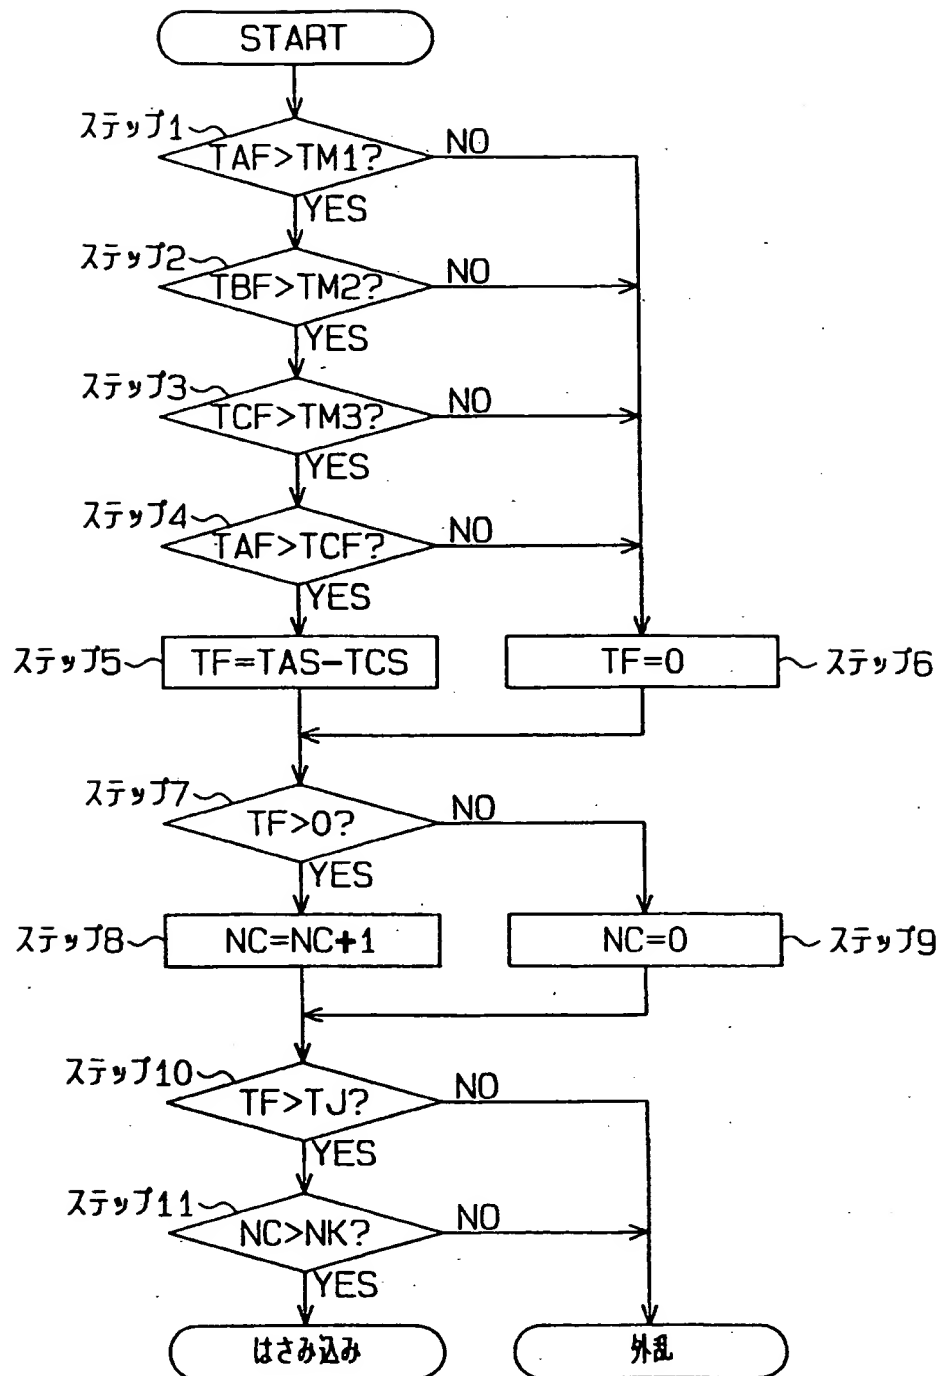 START
ステップ1
TAF>TM1?
NO
YES
ステップ2
TBF>TM2?
NO
YES
ステップ3
TCF>TM3?
NO
YES
ステップ4
TAF>TCF?
NO
YES
ステップ5
TF=TAS-TCS
TF=0
ステップ6
ステップ7
TF>0?
NO
YES
ステップ8
NC=NC+1
NC=0
ステップ9
ステップ10
TF>TJ?
NO
YES
ステップ11
NC>NK?
NO
YES
はさみ込み
外乱